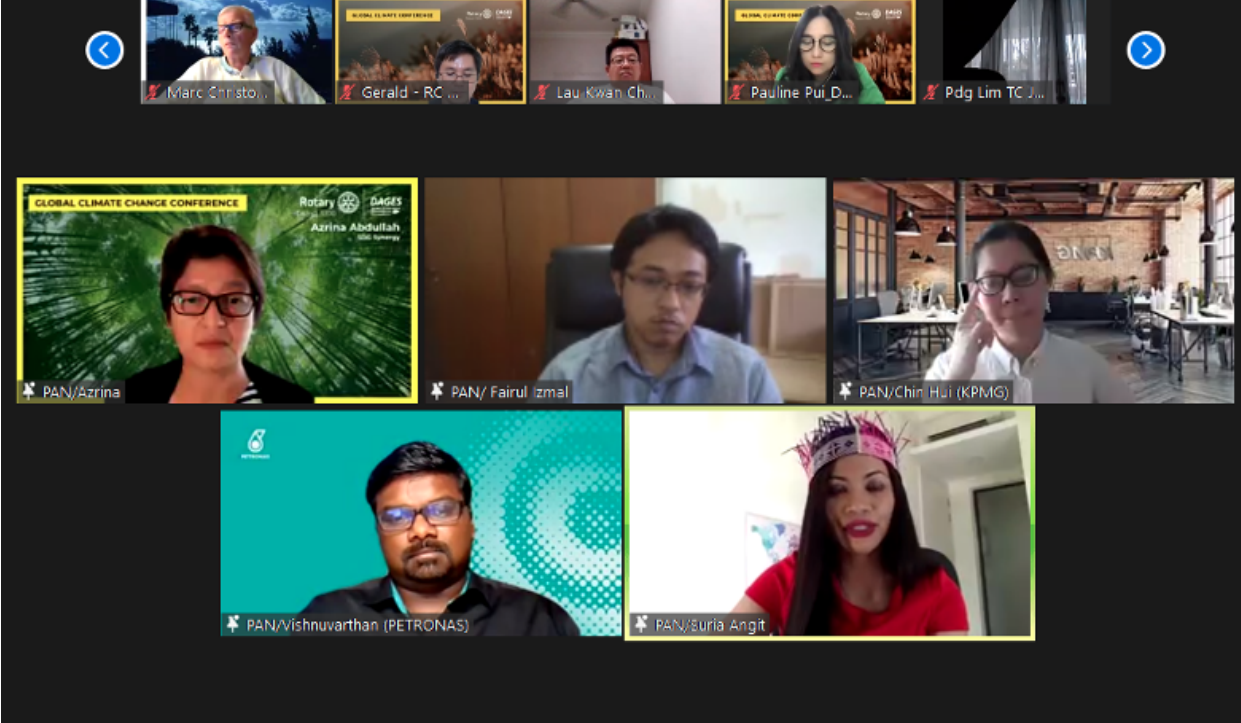 GLOBAL CLIMATE CONFERENCE
GLOBAL CLIMATE CONF
Marc Christo...
Gerald - RC ...
Lau Kwan Ch...
Pauline Pui_D...
Pdg Lim TC J...
GLOBAL CLIMATE CHANGE CONFERENCE
Rotary
DAGES
Azrina Abdullah
SDG Synergy
KPMG
PAN/Azrina
PAN/ Fairul Izmal
PAN/Chin Hui (KPMG)
PETRONAS
PAN/Vishnuvarthan (PETRONAS)
PAN/Suria Angit